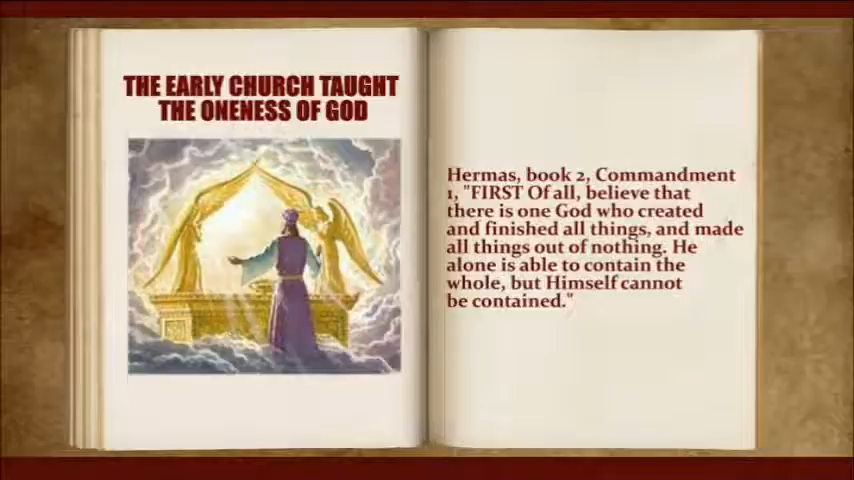 THE EARLY CHURCH TAUGHT
THE ONENESS OF GOD
Hermas, book 2, Commandment
1, "FIRST Of all, believe that
there is one God who created
and finished all things, and made
all things out of nothing. He
alone is able to contain the
whole, but Himself cannot
be contained."